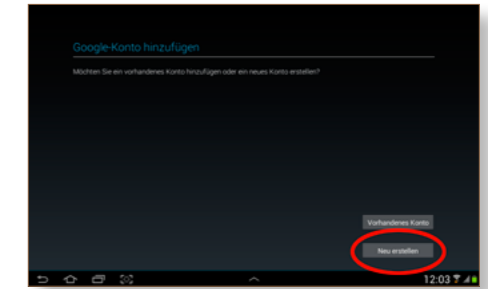 Google-Konto hinzufügen
Möchten Sie ein vorhandenes Konto hinzufügen oder ein neues Konto erstellen?
Vorhandenes Konto
Neu erstellen
12:03